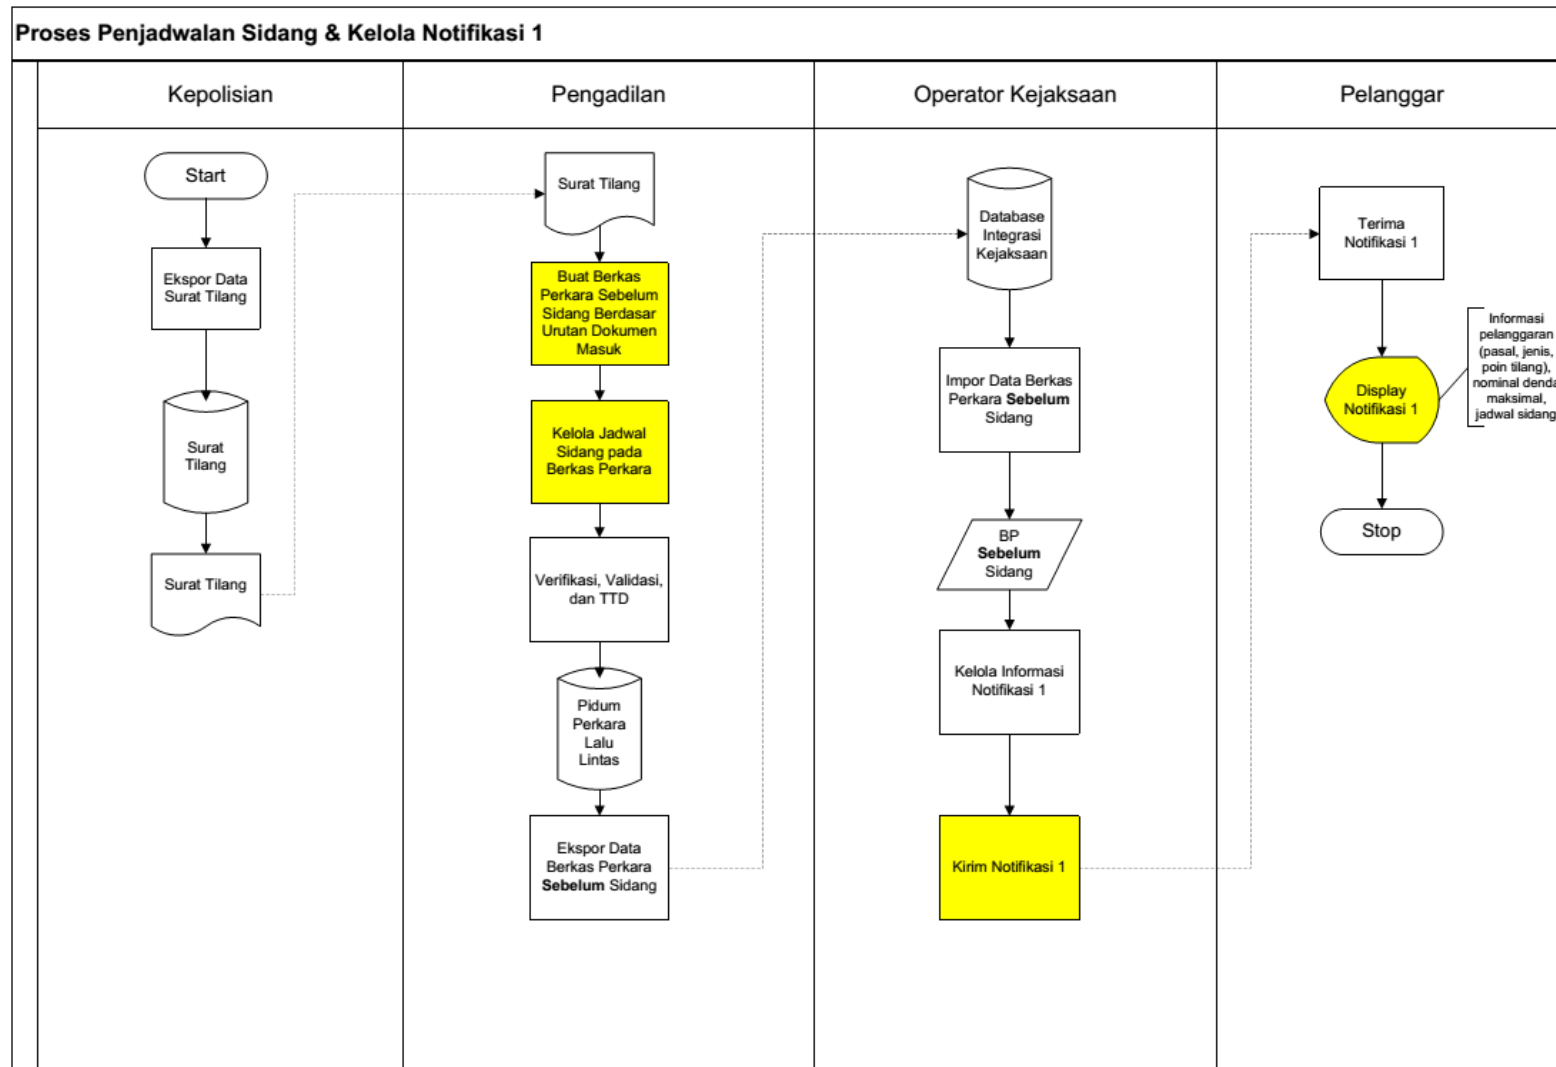 Proses Penjadwalan Sidang & Kelola Notifikasi 1
Kepolisian
Pengadilan
Operator Kejaksaan
Pelanggar
Start
Ekspor Data
Surat Tilang
Surat
Tilang
Surat Tilang
Surat Tilang
Buat Berkas
Perkara Sebelum
Sidang Berdasar
Urutan Dokumen
Masuk
Kelola Jadwal
Sidang pada
Berkas Perkara
Verifikasi, Validasi,
dan TTD
Pidum
Perkara
Lalu
Lintas
Ekspor Data
Berkas Perkara
Sebelum Sidang
Database
Integrasi
Kejaksaan
Impor Data Berkas
Perkara Sebelum
Sidang
BP
Sebelum
Sidang
Kelola Informasi
Notifikasi 1
Kirim Notifikasi 1
Terima
Notifikasi 1
Display
Notifikasi 1
Informasi
pelanggaran
(pasal, jenis,
poin tilang),
nominal denda
maksimal,
jadwal sidang
Stop